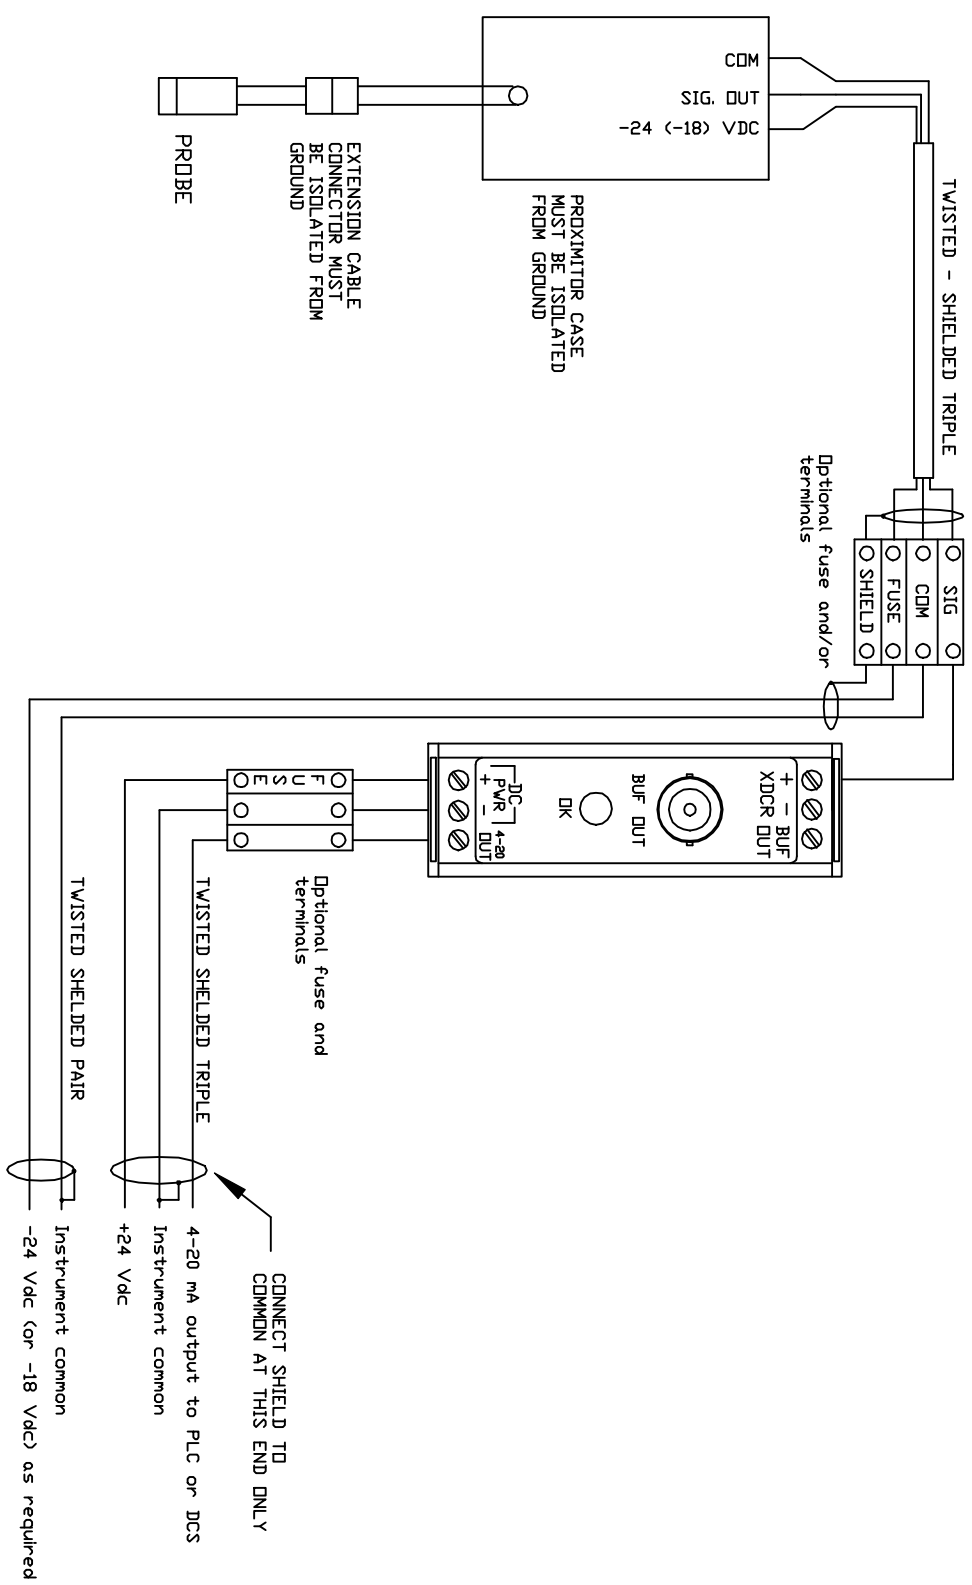 COM
SIG. OUT
-24 (-18) VDC
PROBE
EXTENSION CABLE
CONNECTOR MUST
BE ISOLATED FROM
GROUND
PROXIMITOR CASE
MUST BE ISOLATED
FROM GROUND
TWISTED - SHIELDED TRIPLE
Optional fuse and/or
terminals
SIG
COM
FUSE
SHIELD
+ - BUF
XDCR OUT
BUF OUT
OK
DC
PWR
+ -
4-20
OUT
FUSE
Optional fuse and
terminals
TWISTED SHELDED TRIPLE
TWISTED SHELDED PAIR
CONNECT SHIELD TO
COMMON AT THIS END ONLY
4-20 mA output to PLC or DCS
Instrument common
+24 Vdc
Instrument common
-24 Vdc (or -18 Vdc) as required